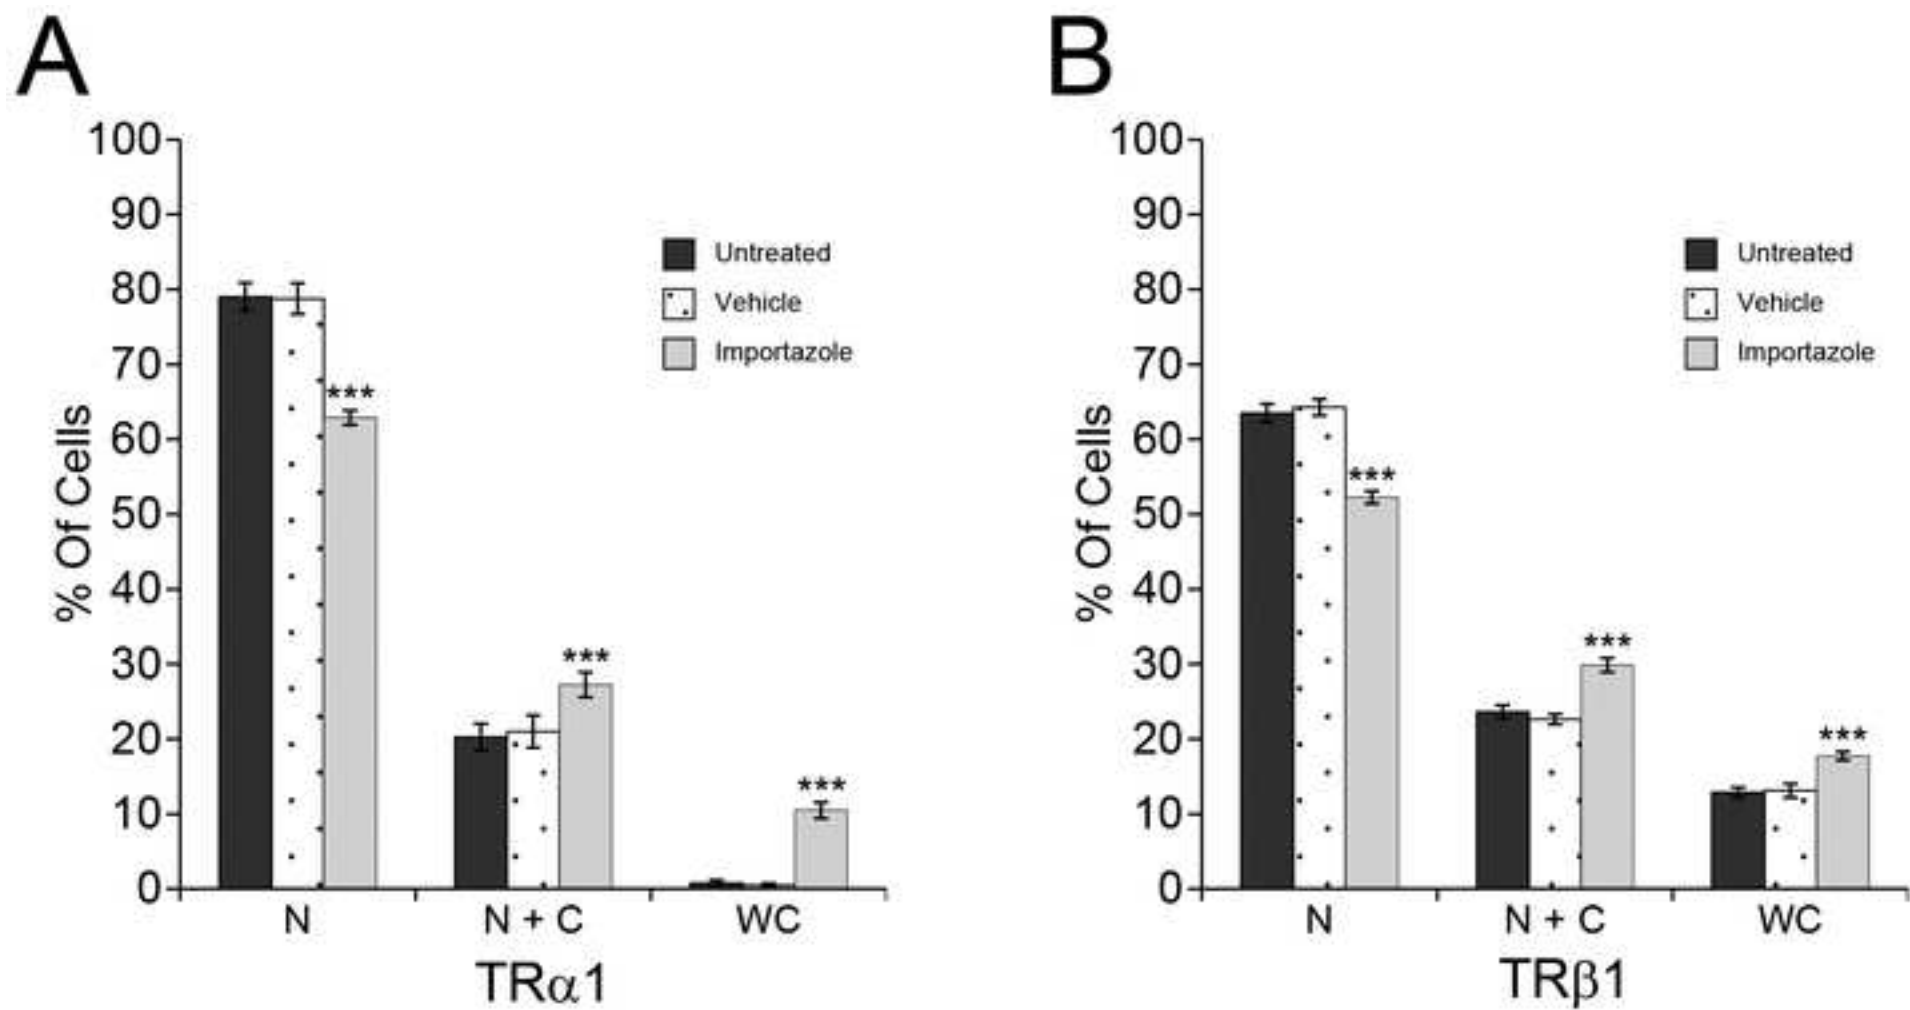 A
100
90
80
70
60
50
40
30
20
10
0
% Of Cells
Untreated
Vehicle
Importazole
***
***
***
N
N + C
WC
TRα1
B
100
90
80
70
60
50
40
30
20
10
0
% Of Cells
Untreated
Vehicle
Importazole
***
***
***
N
N + C
WC
TRβ1